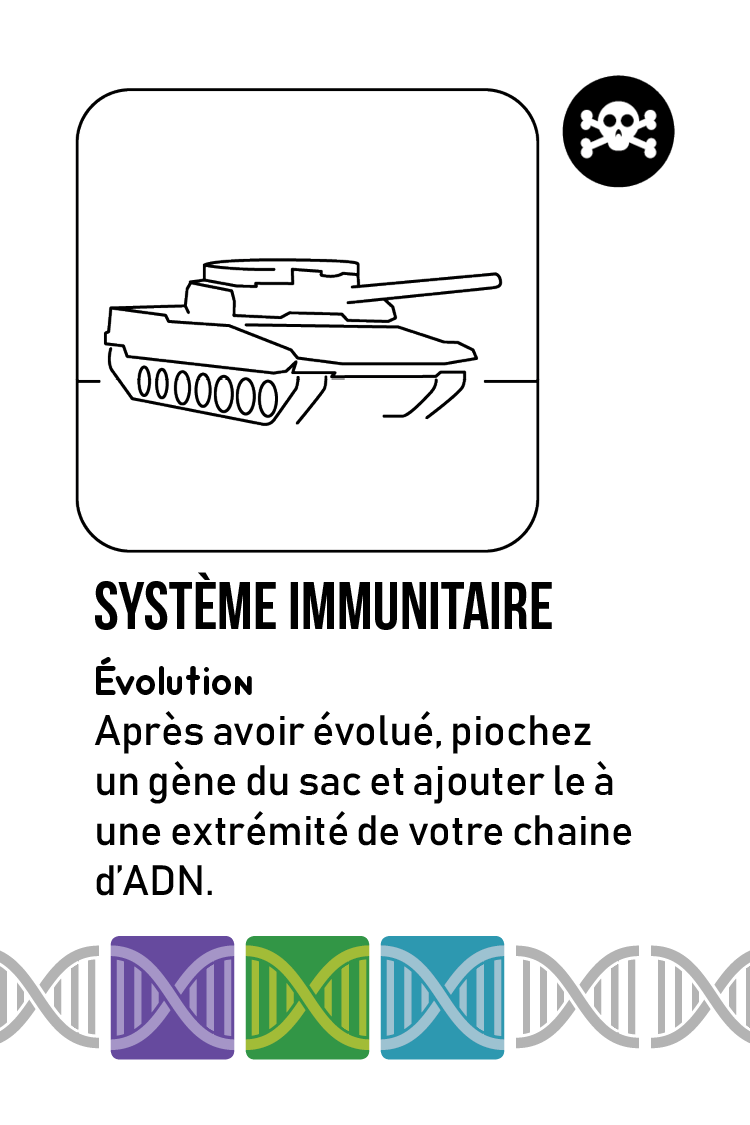 SYSTÈME IMMUNITAIRE
Évolution
Après avoir évolué, piochez
un gène du sac et ajouter le à
une extrémité de votre chaine
d’ADN.